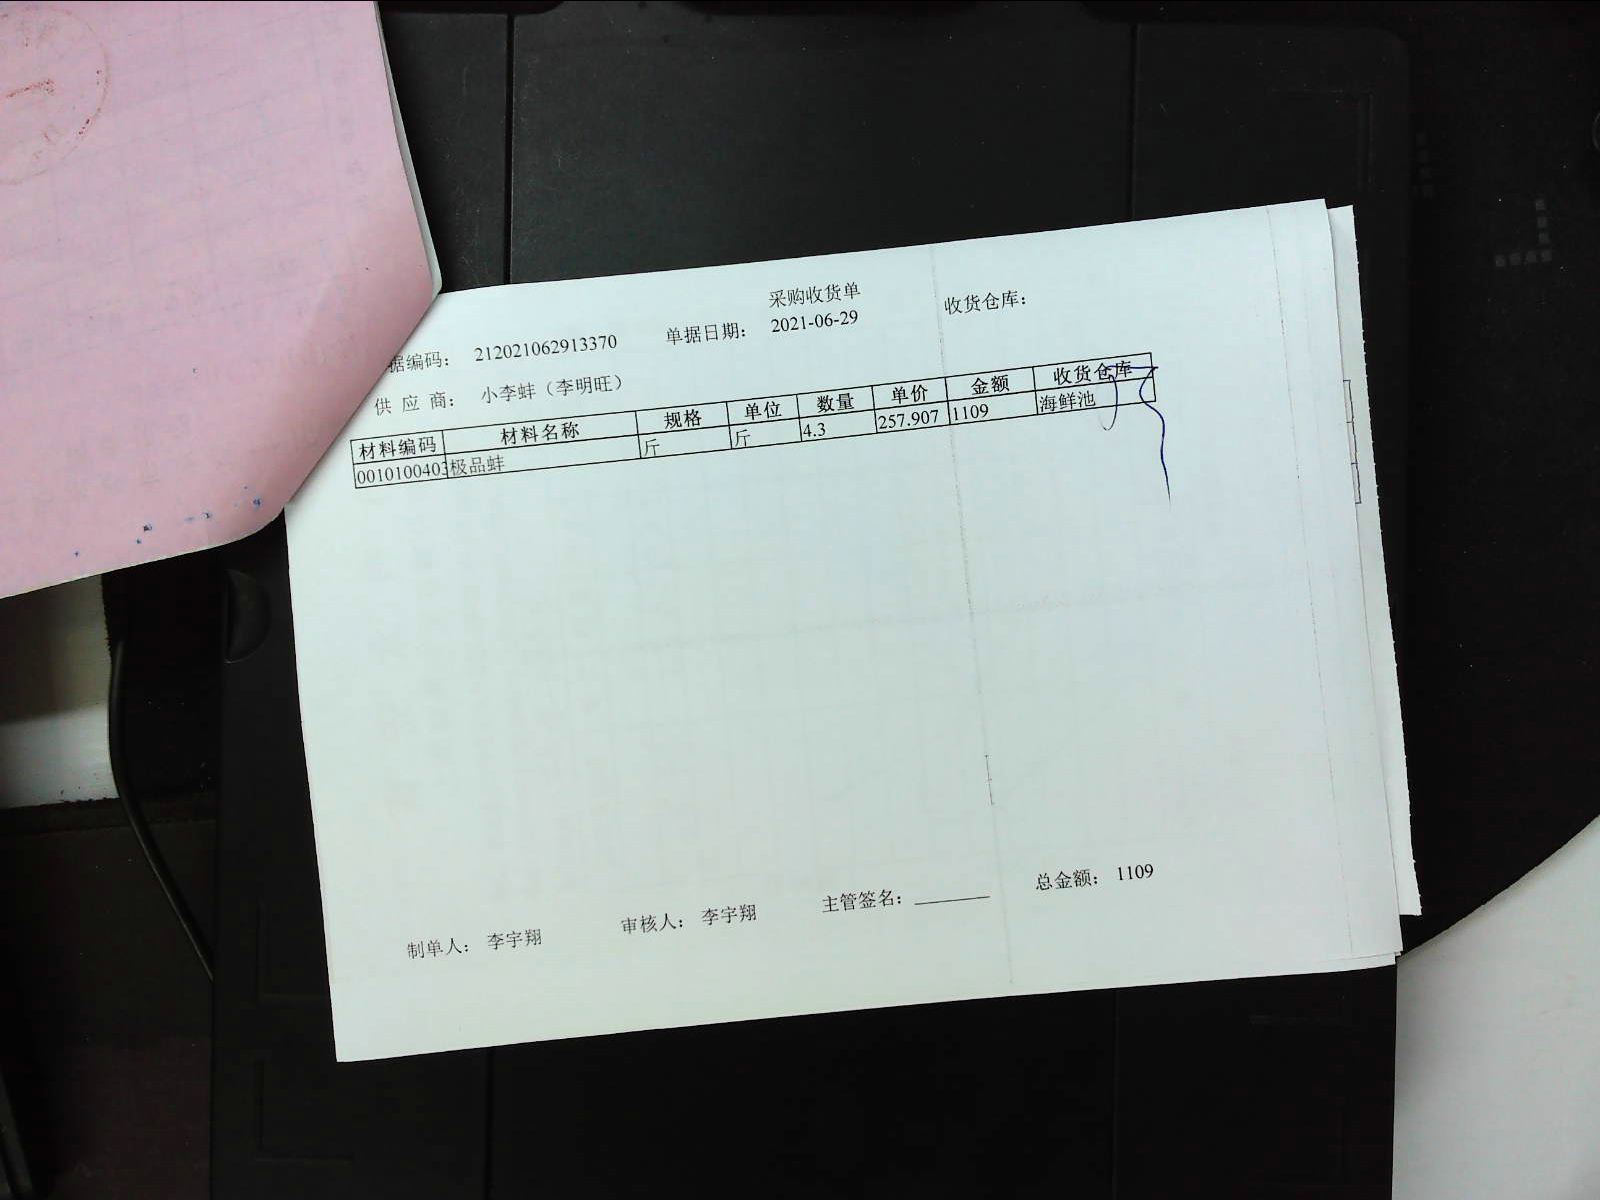 采购收货单
据编码： 212021062913370 单据日期： 2021-06-29 收货仓库：
供 应 商： 小李蚌（李明旺）
材料编码 材料名称 规格 单位 数量 单价 金额 收货仓库
0010100403 极品蚌 斤 斤 4.3 257.907 1109 海鲜池
制单人： 李宇翔 审核人： 李宇翔 主管签名： 总金额： 1109